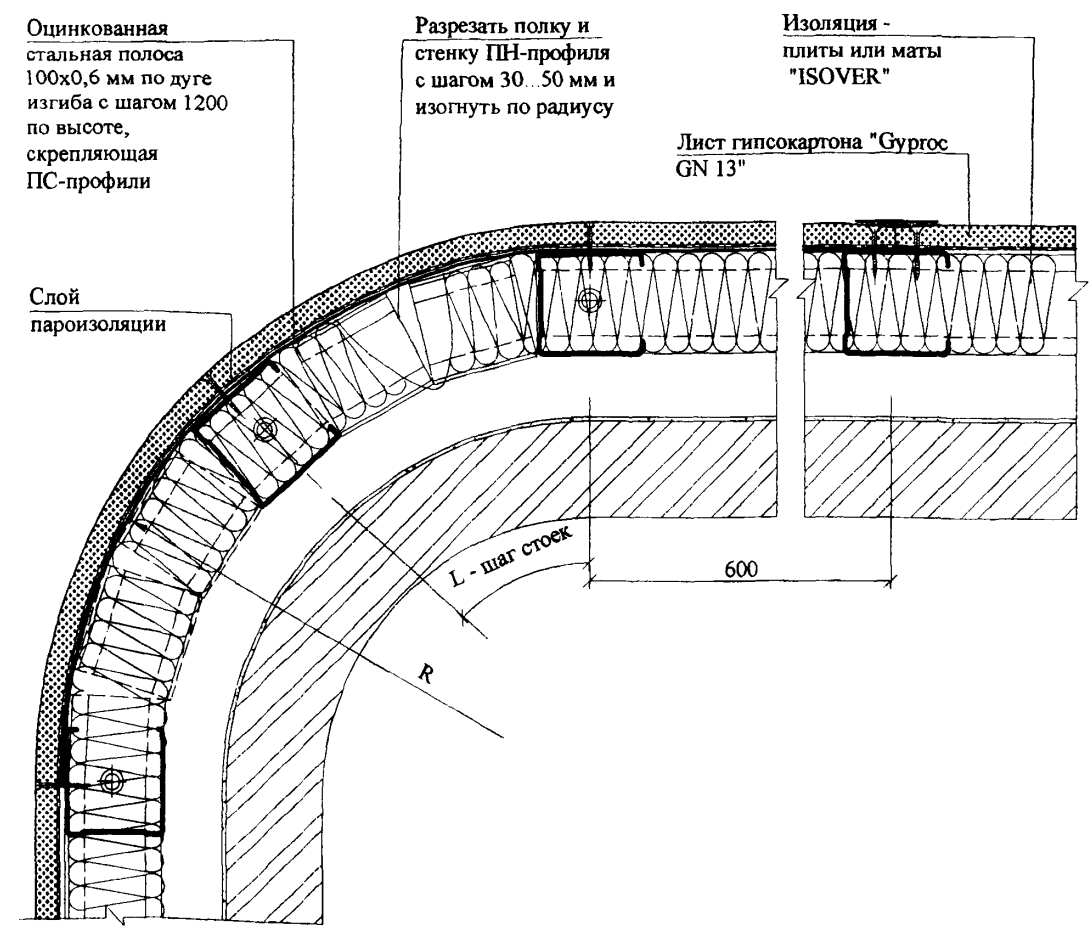 Оцинкованная
стальная полоса
100х0,6 мм по дуге
изгиба с шагом 1200
по высоте,
скрепляющая
ПС-профили
Разрезать полку и
стенку ПН-профиля
с шагом 30...50 мм и
изогнуть по радиусу
Изоляция -
плиты или маты
"ISOVER"
Лист гипсокартона "Gyproc
GN 13"
Слой
пароизоляции
L - шаг стоек
600
R